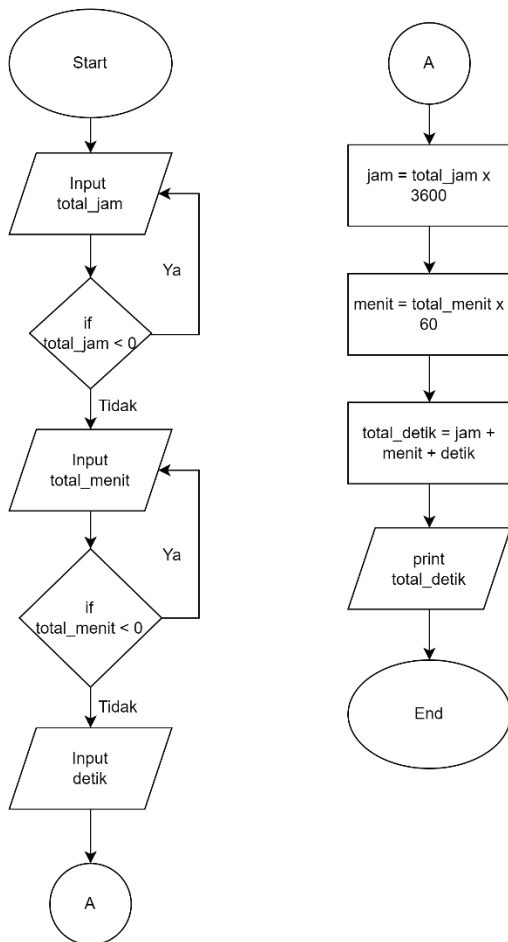 Start
Input
total_jam
Ya
if
total_jam < 0
Tidak
Input
total_menit
Ya
if
total_menit < 0
Tidak
Input
detik
A
A
jam = total_jam x
3600
menit = total_menit x
60
total_detik = jam +
menit + detik
print
total_detik
End